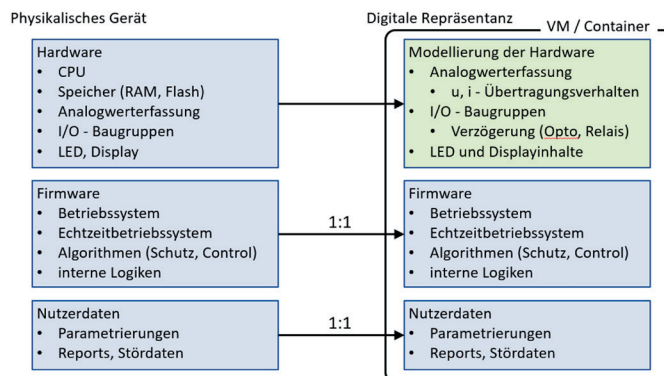 Physikalisches Gerät
Digitale Repräsentanz
VM / Container
Hardware
• CPU
• Speicher (RAM, Flash)
• Analogwerterfassung
• I/O - Baugruppen
• LED, Display
Modellierung der Hardware
• Analogwerterfassung
• u, i - Übertragungsverhalten
• I/O - Baugruppen
• Verzögerung (Opto, Relais)
• LED und Displayinhalte
Firmware
• Betriebssystem
• Echtzeitbetriebssystem
• Algorithmen (Schutz, Control)
• interne Logiken
1:1
Firmware
• Betriebssystem
• Echtzeitbetriebssystem
• Algorithmen (Schutz, Control)
• interne Logiken
Nutzerdaten
• Parametrierungen
• Reports, Stördaten
1:1
Nutzerdaten
• Parametrierungen
• Reports, Stördaten